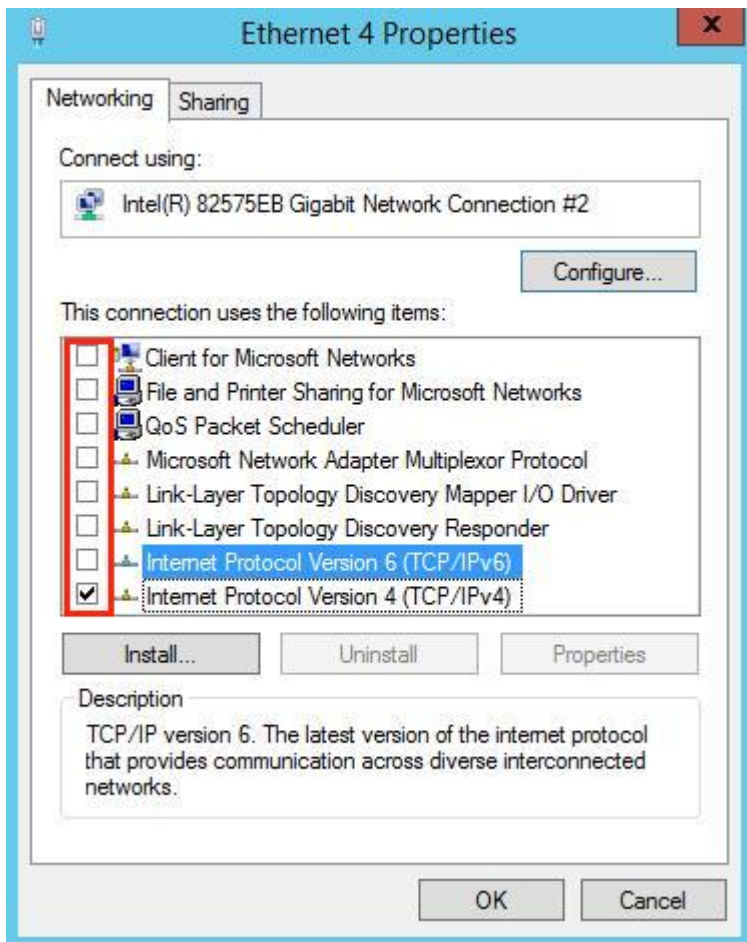 Ethernet 4 Properties
x
Networking
Sharing
Connect using:
Intel(R) 82575EB Gigabit Network Connection #2
Configure...
This connection uses the following items:
Client for Microsoft Networks
File and Printer Sharing for Microsoft Networks
QoS Packet Scheduler
Microsoft Network Adapter Multiplexor Protocol
Link-Layer Topology Discovery Mapper I/O Driver
Link-Layer Topology Discovery Responder
Internet Protocol Version 6 (TCP/IPv6)
Internet Protocol Version 4 (TCP/IPv4)
Install...
Uninstall
Properties
Description
TCP/IP version 6. The latest version of the internet protocol
that provides communication across diverse interconnected
networks.
OK
Cancel